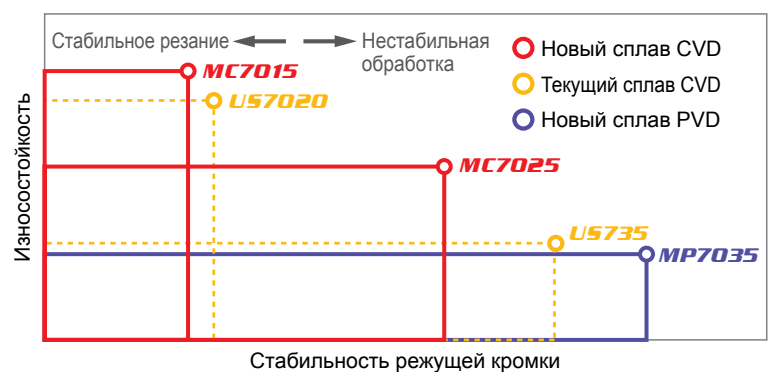 Стабильное резание
Нестабильная
обработка
Новый сплав CVD
Текущий сплав CVD
Новый сплав PVD
MC7015
US7020
MC7025
US735
MP7035
Износостойкость
Стабильность режущей кромки